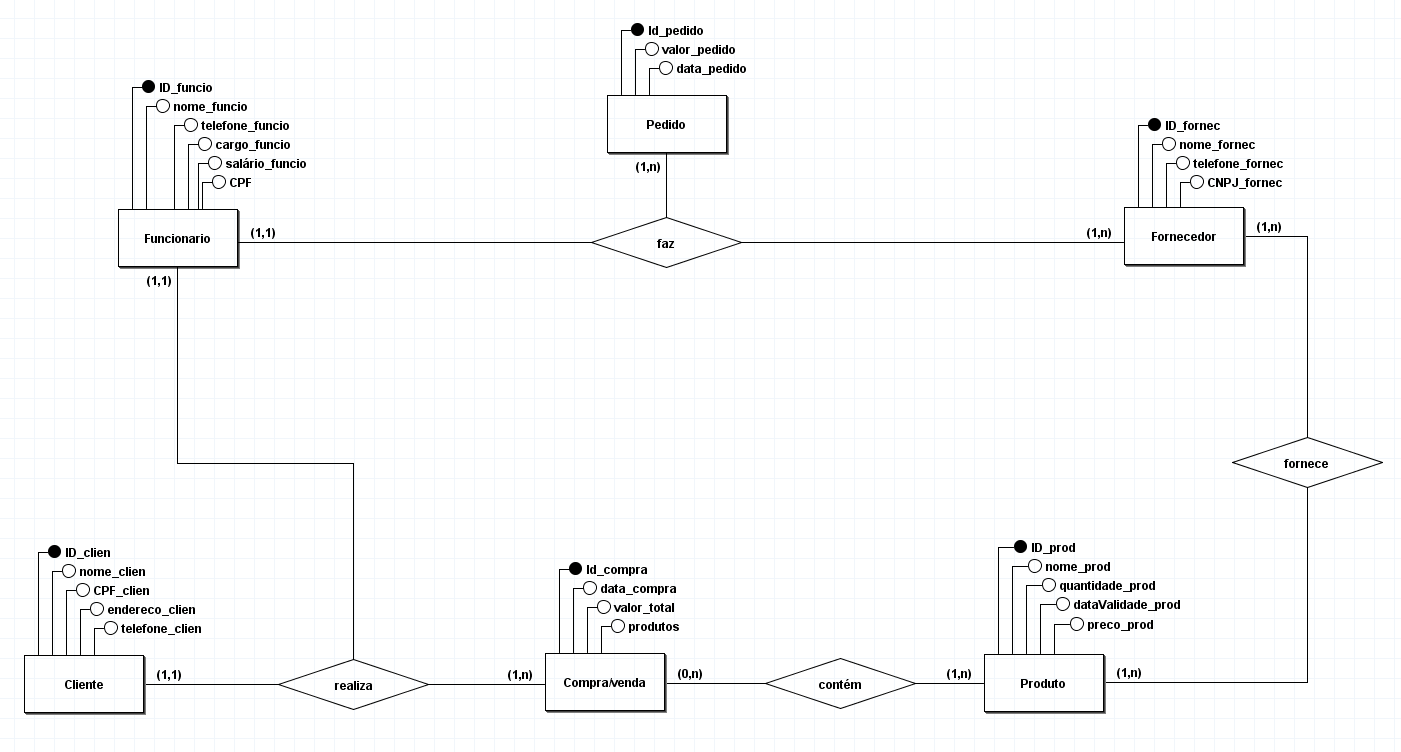 Id_pedido
valor_pedido
data_pedido
Pedido
(1,n)
ID_funcio
nome_funcio
telefone_funcio
cargo_funcio
salário_funcio
CPF
Funcionario
(1,1)
(1,1)
faz
ID_fornec
nome_fornec
telefone_fornec
CNPJ_fornec
(1,n)
Fornecedor
(1,n)
fornece
ID_clien
nome_clien
CPF_clien
endereco_clien
telefone_clien
Cliente
(1,1)
realiza
Id_compra
data_compra
valor_total
produtos
(1,n)
Compra/venda
(0,n)
contém
ID_prod
nome_prod
quantidade_prod
dataValidade_prod
preco_prod
(1,n)
Produto
(1,n)